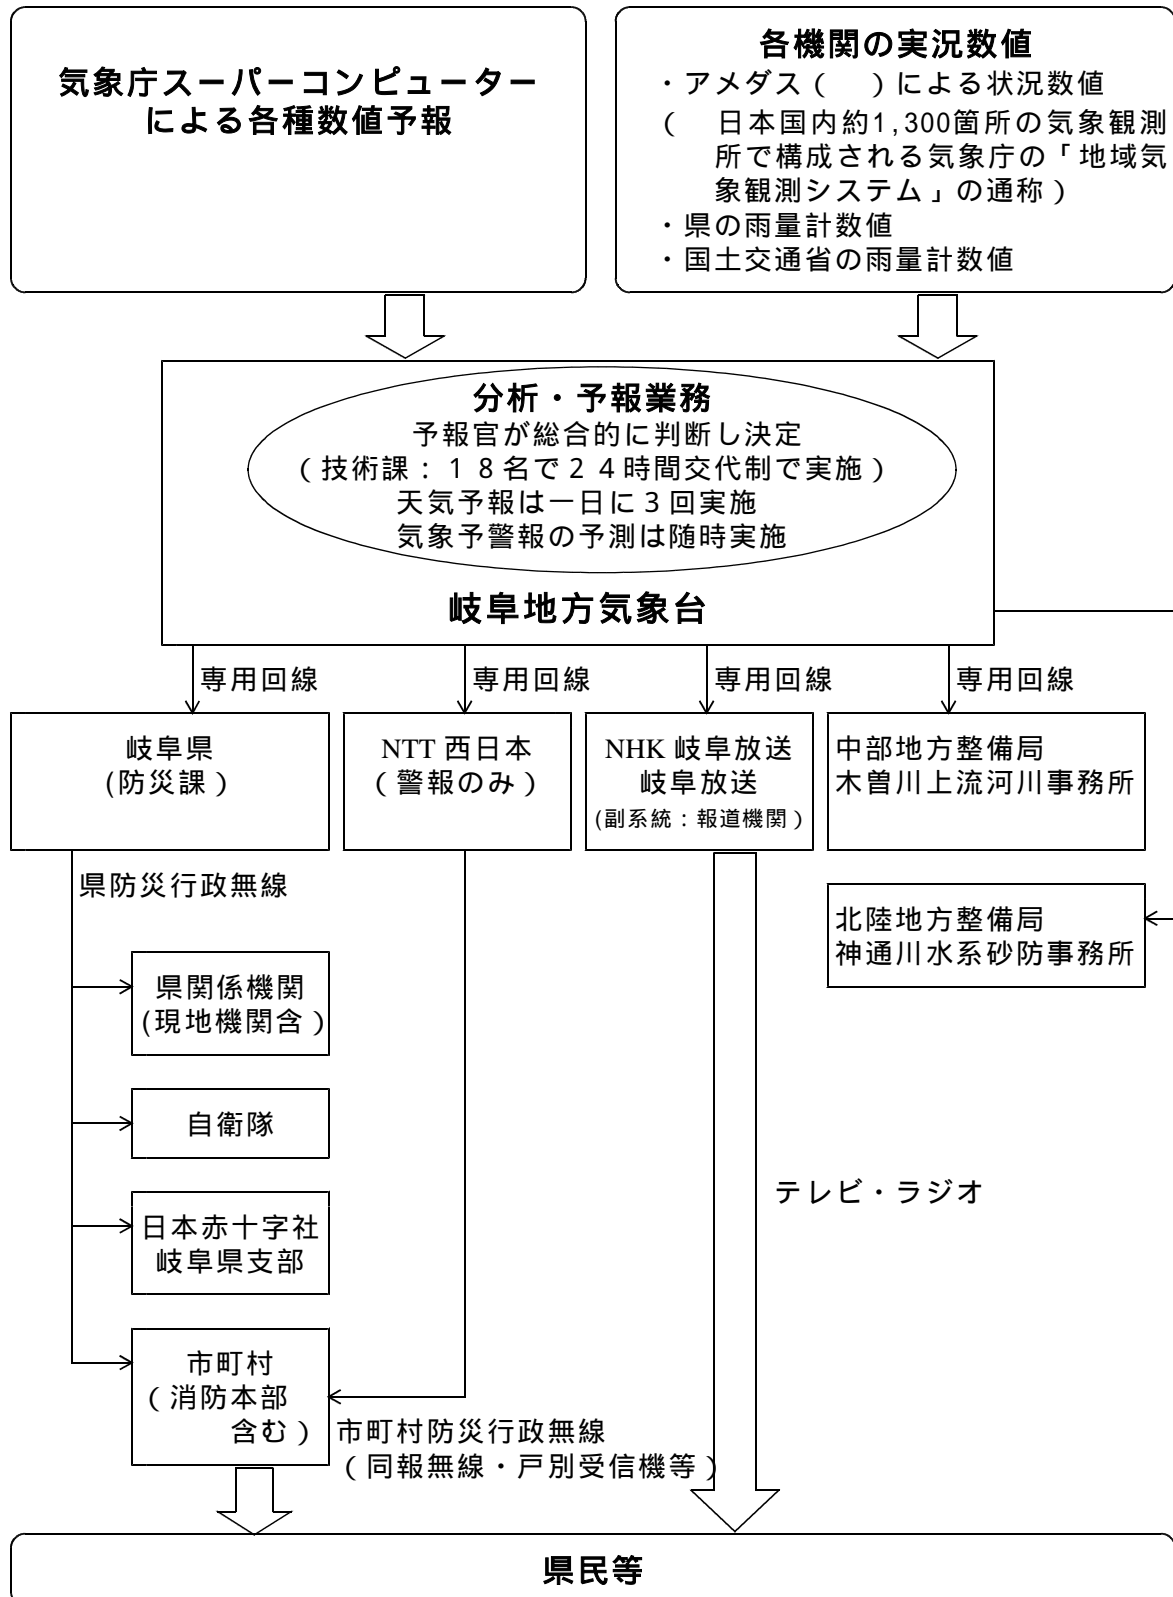 気象庁スーパーコンピューター
による各種数値予報
各機関の実況数値
・アメダス（　）による状況数値
（　日本国内約1,300箇所の気象観測
所で構成される気象庁の「地域気
象観測システム」の通称）
・県の雨量計数値
・国土交通省の雨量計数値
分析・予報業務
予報官が総合的に判断し決定
（技術課：１８名で２４時間交代制で実施）
天気予報は一日に３回実施
気象予警報の予測は随時実施
岐阜地方気象台
専用回線
専用回線
専用回線
専用回線
岐阜県
(防災課）
NTT 西日本
（警報のみ）
NHK 岐阜放送
岐阜放送
(副系統：報道機関）
中部地方整備局
木曽川上流河川事務所
県防災行政無線
北陸地方整備局
神通川水系砂防事務所
県関係機関
(現地機関含）
自衛隊
テレビ・ラジオ
日本赤十字社
岐阜県支部
市町村
（消防本部
含む）
市町村防災行政無線
（同報無線・戸別受信機等）
県民等